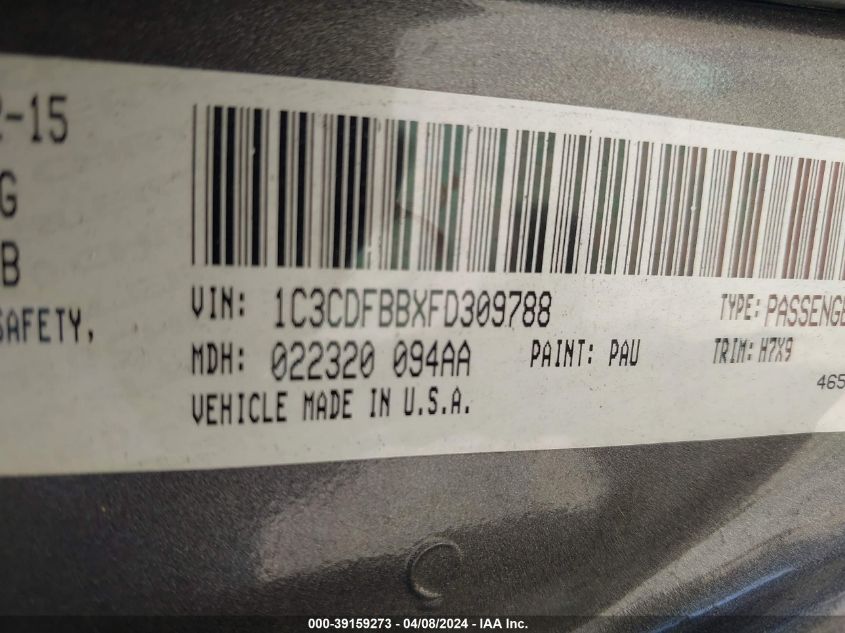 2-15
G
B
SAFETY,
VIN: 1C3CDFBBXFD309788
TYPE: PASSENGE
MDH: 022320 094AA
PAINT: PAU
TRIM: H7X9
VEHICLE MADE IN U.S.A.
465
000-39159273 - 04/08/2024 - IAA Inc.